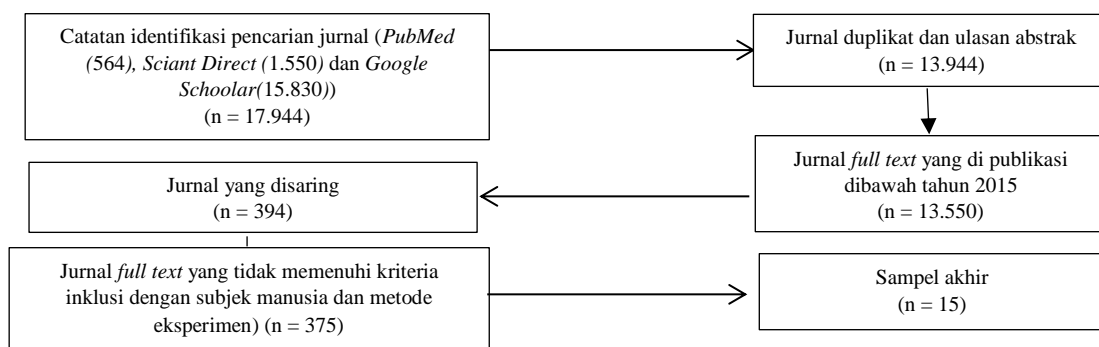 Catatan identifikasi pencarian jurnal (PubMed
(564), Sciant Direct (1.550) dan Google
Schoolar(15.830))
(n = 17.944)
Jurnal duplikat dan ulasan abstrak
(n = 13.944)
Jurnal full text yang di publikasi
dibawah tahun 2015
(n = 13.550)
Jurnal yang disaring
(n = 394)
Jurnal full text yang tidak memenuhi kriteria
inklusi dengan subjek manusia dan metode
eksperimen) (n = 375)
Sampel akhir
(n = 15)